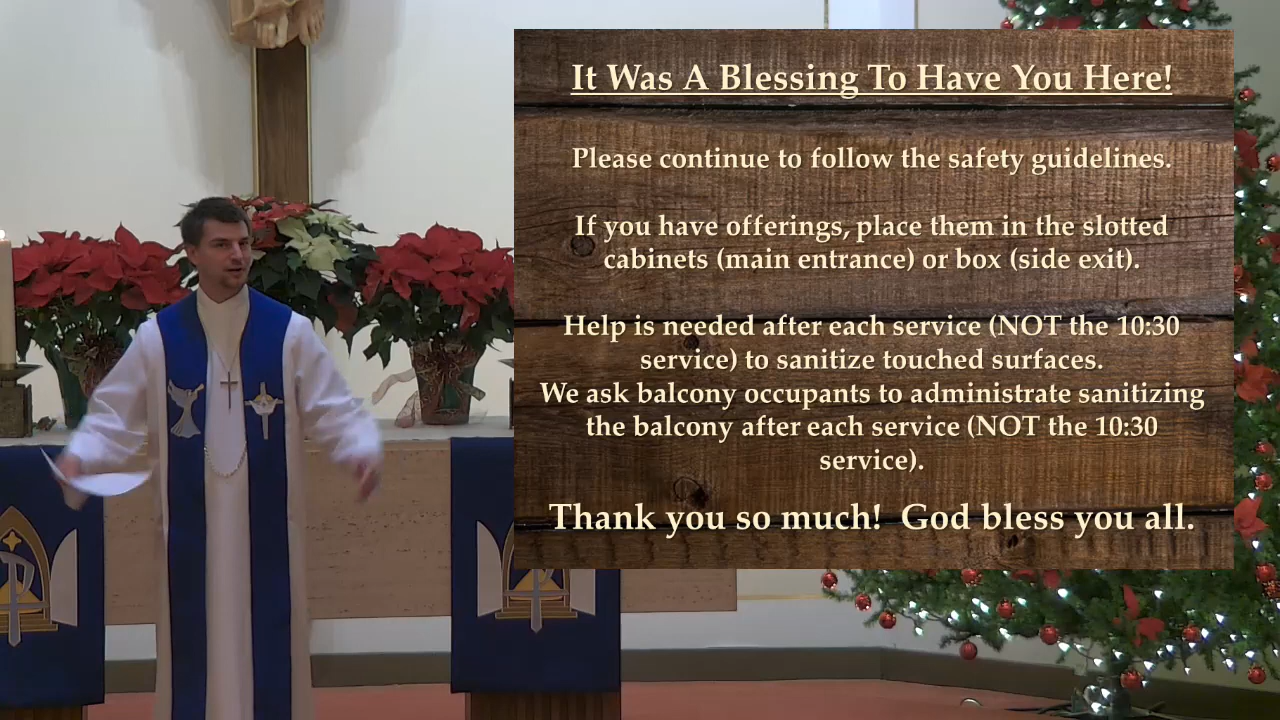 It Was A Blessing To Have You Here!
Please continue to follow the safety guidelines.
If you have offerings, place them in the slotted
cabinets (main entrance) or box (side exit).
Help is needed after each service (NOT the 10:30
service) to sanitize touched surfaces.
We ask balcony occupants to administrate sanitizing
the balcony after each service (NOT the 10:30
service).
Thank you so much!  God bless you all.